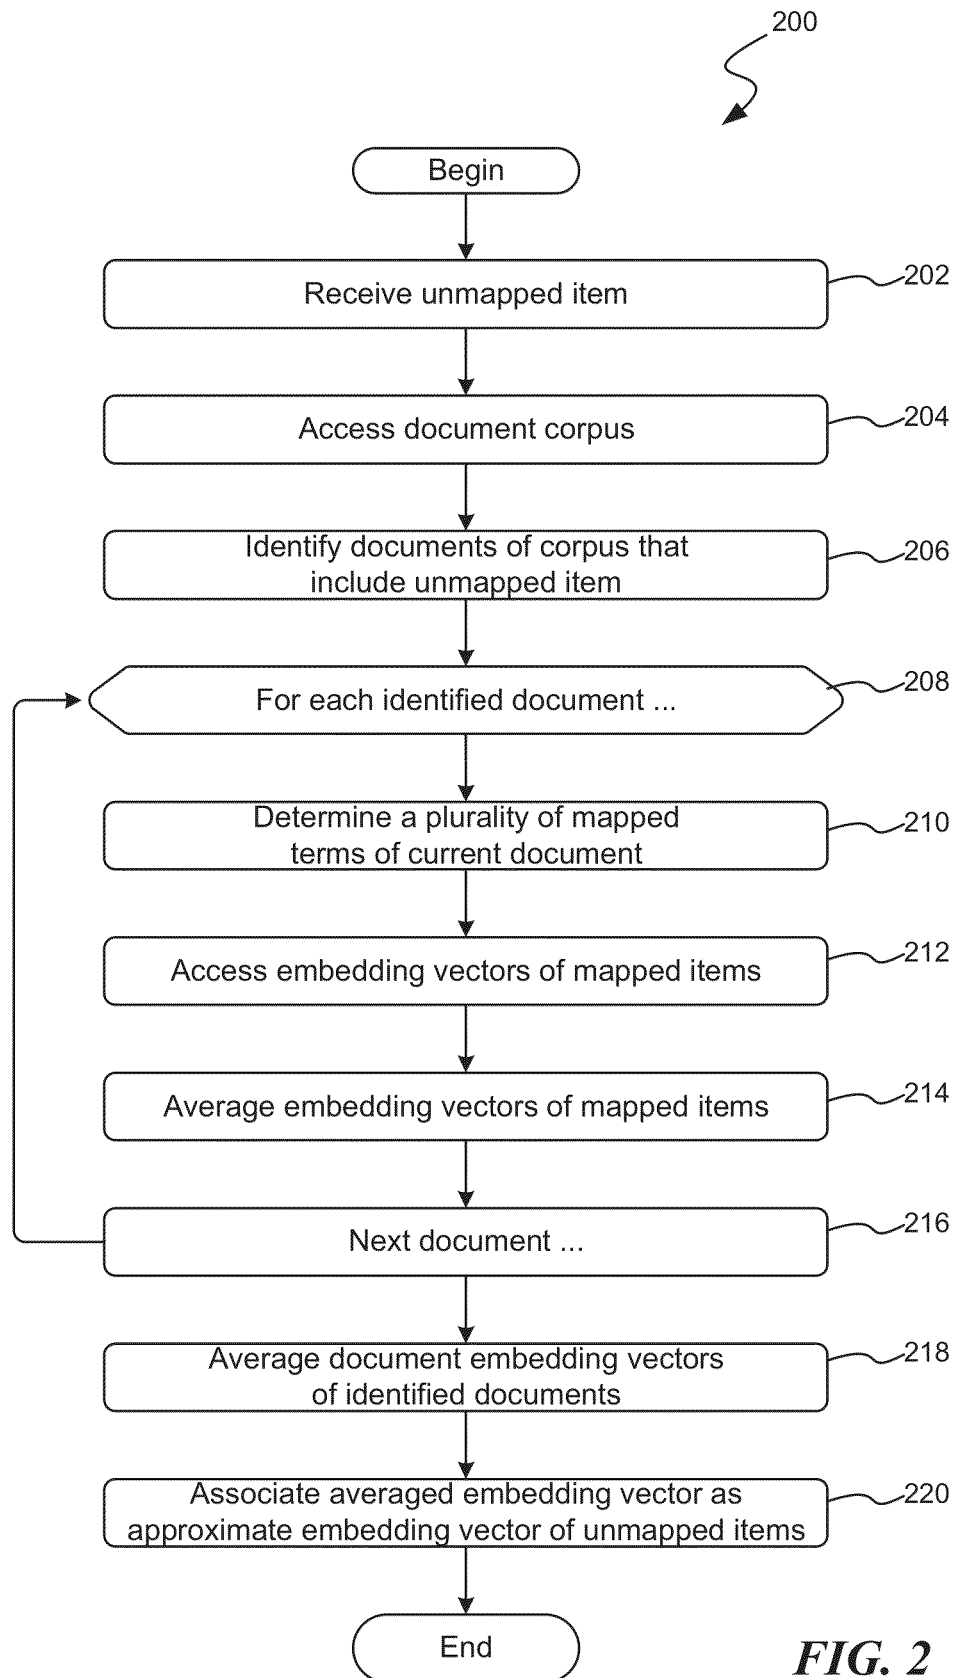 200
Begin
Receive unmapped item
202
Access document corpus
204
Identify documents of corpus that
include unmapped item
206
For each identified document ...
208
Determine a plurality of mapped
terms of current document
210
Access embedding vectors of mapped items
212
Average embedding vectors of mapped items
214
Next document ...
216
Average document embedding vectors
of identified documents
218
Associate averaged embedding vector as
approximate embedding vector of unmapped items
220
End
FIG. 2